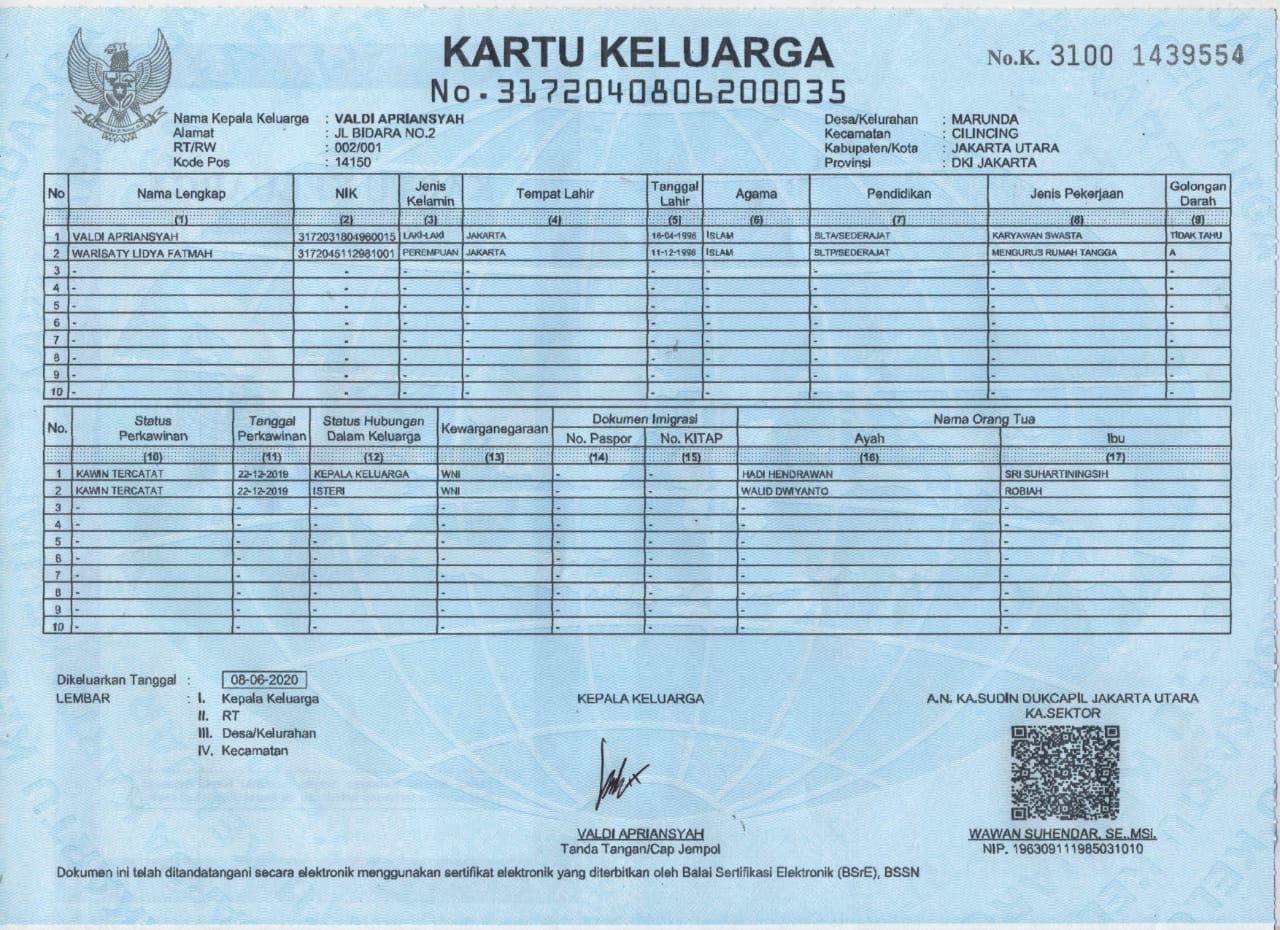 KARTU KELUARGA
No. 3172040806200035
No.K. 3100 1439554
Nama Kepala Keluarga : VALDI APRIANSYAH
Alamat : JL BIDARA NO.2
RT/RW : 002/001
Kode Pos : 14150
Desa/Kelurahan : MARUNDA
Kecamatan : CILINCING
Kabupaten/Kota : JAKARTA UTARA
Provinsi : DKI JAKARTA
No Nama Lengkap NIK Jenis Kelamin Tempat Lahir Tanggal Lahir Agama Pendidikan Jenis Pekerjaan Golongan Darah
(1) (2) (3) (4) (5) (6) (7) (8) (9)
1 VALDI APRIANSYAH 3172031804960015 LAKI-LAKI JAKARTA 18-04-1996 ISLAM SLTA/SEDERAJAT KARYAWAN SWASTA TIDAK TAHU
2 WARISATY LIDYA FATMAH 3172045112981001 PEREMPUAN JAKARTA 11-12-1998 ISLAM SLTP/SEDERAJAT MENGURUS RUMAH TANGGA A
3 - - - - - - - - -
4 - - - - - - - - -
5 - - - - - - - - -
6 - - - - - - - - -
7 - - - - - - - - -
8 - - - - - - - - -
9 - - - - - - - - -
10 - - - - - - - - -
No. Status Perkawinan Tanggal Perkawinan Status Hubungan Dalam Keluarga Kewarganegaraan Dokumen Imigrasi Nama Orang Tua
No. Paspor No. KITAP Ayah Ibu
(10) (11) (12) (13) (14) (15) (16) (17)
1 KAWIN TERCATAT 22-12-2019 KEPALA KELUARGA WNI - - HADI HENDRAWAN SRI SUHARTININGSIH
2 KAWIN TERCATAT 22-12-2019 ISTERI WNI - - WALID DWIYANTO ROBIAH
3 - - - - - - - -
4 - - - - - - - -
5 - - - - - - - -
6 - - - - - - - -
7 - - - - - - - -
8 - - - - - - - -
9 - - - - - - - -
10 - - - - - - - -
Dikeluarkan Tanggal : 08-06-2020
LEMBAR : I. Kepala Keluarga
II. RT
III. Desa/Kelurahan
IV. Kecamatan
KEPALA KELUARGA
VALDI APRIANSYAH
Tanda Tangan/Cap Jempol
A.N. KA.SUDIN DUKCAPIL JAKARTA UTARA
KA.SEKTOR
WAWAN SUHENDAR, SE.,MSi.
NIP. 196309111985031010
Dokumen ini telah ditandatangani secara elektronik menggunakan sertifikat elektronik yang diterbitkan oleh Balai Sertifikasi Elektronik (BSrE), BSSN